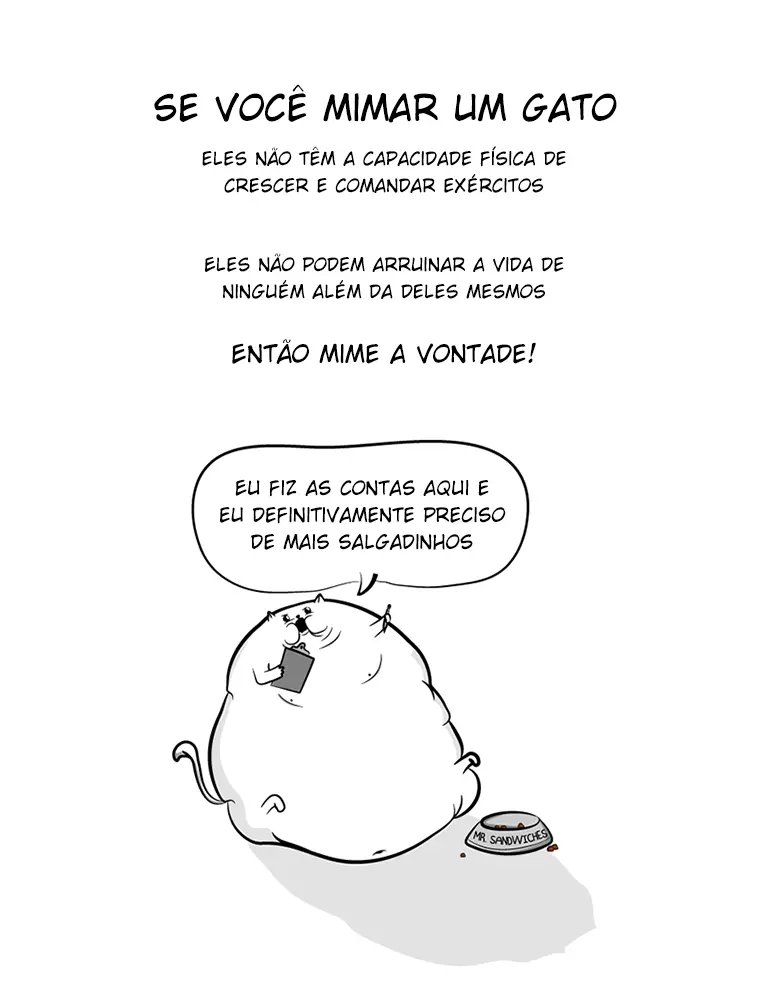 SE VOCÊ MIMAR UM GATO
ELES NÃO TÊM A CAPACIDADE FÍSICA DE
CRESCER E COMANDAR EXÉRCITOS
ELES NÃO PODEM ARRUINAR A VIDA DE
NINGUÉM ALÉM DA DELES MESMOS
ENTÃO MIME A VONTADE!
EU FIZ AS CONTAS AQUI E
EU DEFINITIVAMENTE PRECISO
DE MAIS SALGADINHOS
MR. SANDWICHES